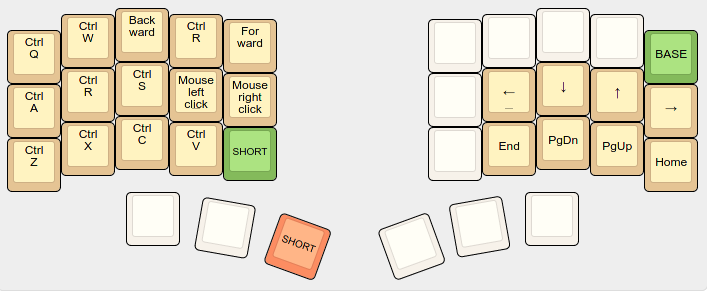 Ctrl
Q
Ctrl
W
Back
ward
Ctrl
R
For
ward
BASE
Ctrl
A
Ctrl
R
Ctrl
S
Mouse
left
click
Mouse
right
click
←
_
↓
↑
→
Ctrl
Z
Ctrl
X
Ctrl
C
Ctrl
V
SHORT
End
PgDn
PgUp
Home
SHORT